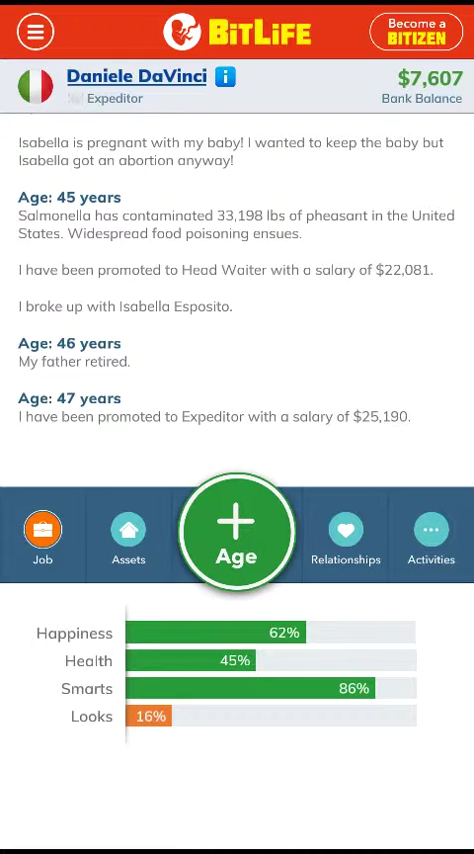 BITLIFE
Become a
BITIZEN
Daniele DaVinci i
$7,607
Expeditor
Bank Balance
Isabella is pregnant with my baby! I wanted to keep the baby but
Isabella got an abortion anyway!
Age: 45 years
Salmonella has contaminated 33,198 lbs of pheasant in the United
States. Widespread food poisoning ensues.
I have been promoted to Head Waiter with a salary of $22,081.
I broke up with Isabella Esposito.
Age: 46 years
My father retired.
Age: 47 years
I have been promoted to Expeditor with a salary of $25,190.
Job
Assets
+
Age
Relationships
Activities
Happiness 62%
Health 45%
Smarts 86%
Looks 16%